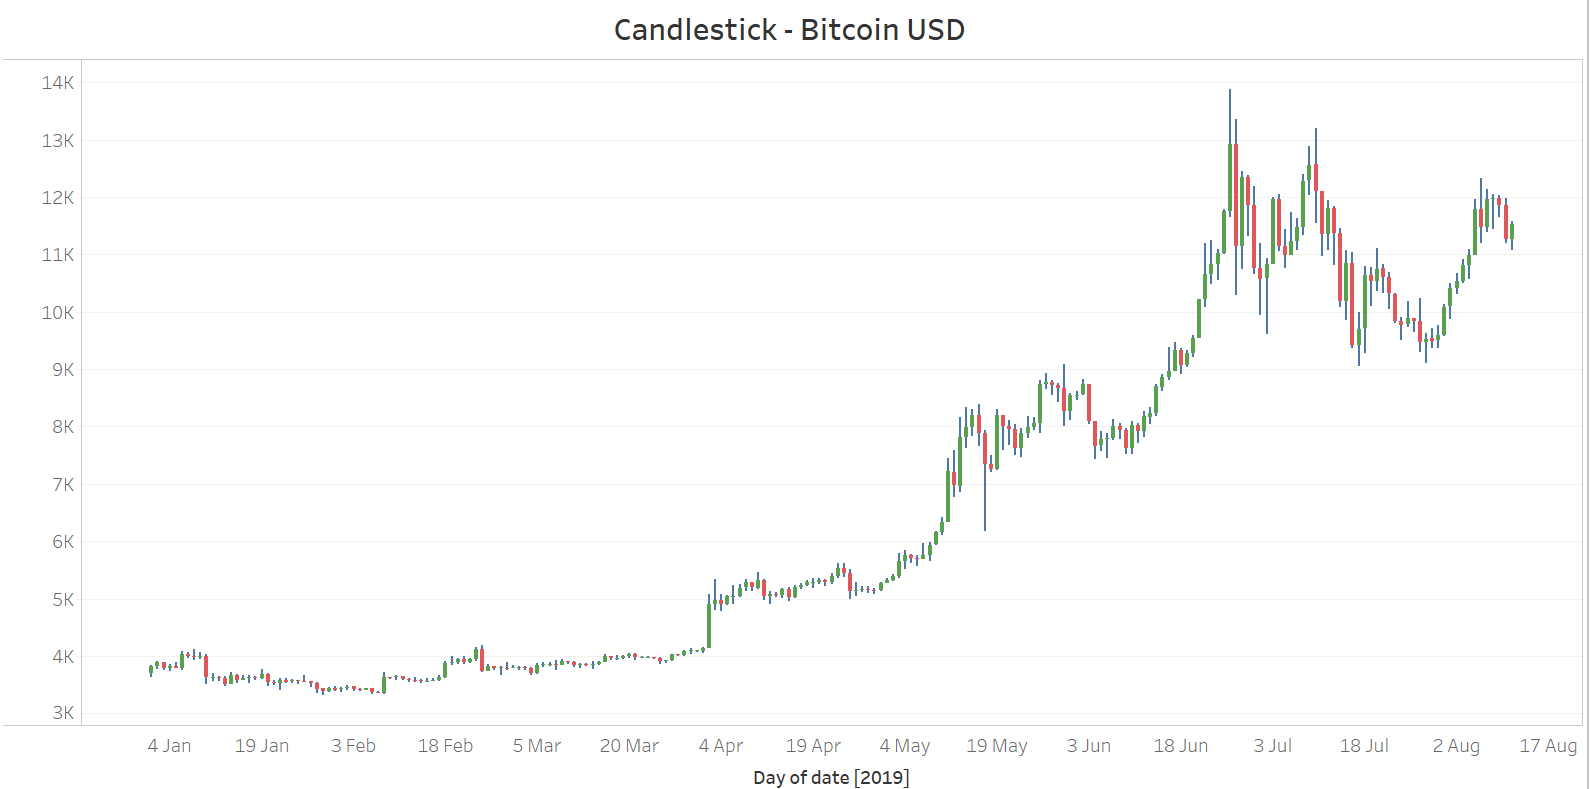 Candlestick - Bitcoin USD
14K
13K
12K
11K
10K
9K
8K
7K
6K
5K
4K
3K
4 Jan 19 Jan 3 Feb 18 Feb 5 Mar 20 Mar 4 Apr 19 Apr 4 May 19 May 3 Jun 18 Jun 3 Jul 18 Jul 2 Aug 17 Aug
Day of date [2019]